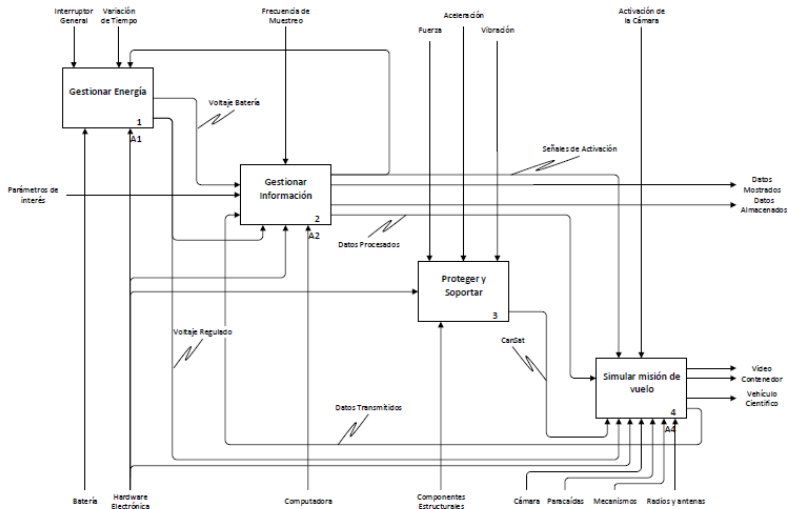 Interruptor
General
Variación
de Tiempo
Frecuencia de
Muestreo
Fuerza
Aceleración
Vibración
Activación de
la Cámara
Gestionar Energía
1
A1
Voltaje Batería
Parámetros de
interés
Gestionar
Información
2
A2
Señales de Activación
Datos
Mostrados
Datos
Almacenados
Datos Procesados
Proteger y
Soportar
3
Voltaje Regulado
CanSat
Simular misión de
vuelo
4
A4
Video
Contenedor
Vehículo
Científico
Datos Transmitidos
Batería
Hardware
Electrónica
Computadora
Componentes
Estructurales
Cámara
Paracaídas
Mecanismos
Radios y antenas